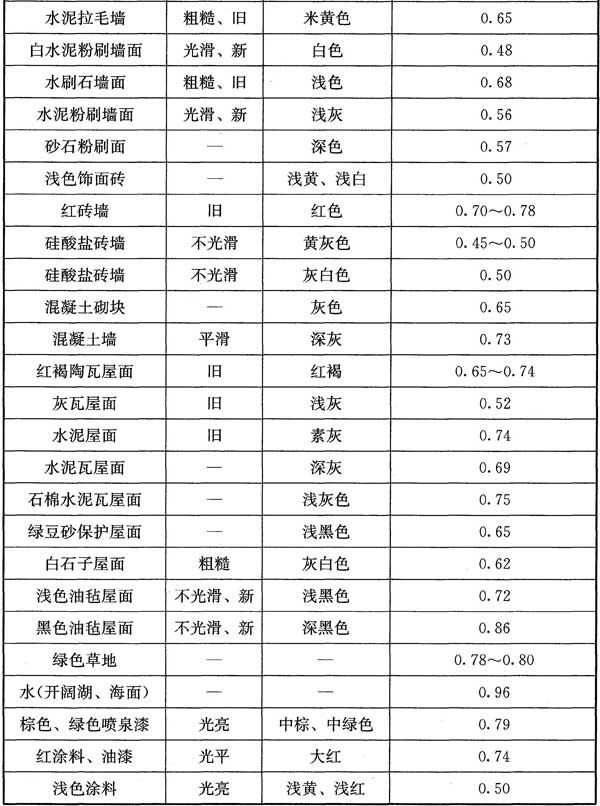 水泥拉毛墙 粗糙、旧 米黄色 0.65
白水泥粉刷墙面 光滑、新 白色 0.48
水刷石墙面 粗糙、旧 浅色 0.68
水泥粉刷墙面 光滑、新 浅灰 0.56
砂石粉刷面 — 深色 0.57
浅色饰面砖 — 浅黄、浅白 0.50
红砖墙 旧 红色 0.70～0.78
硅酸盐砖墙 不光滑 黄灰色 0.45～0.50
硅酸盐砖墙 不光滑 灰白色 0.50
混凝土砌块 — 灰色 0.65
混凝土墙 平滑 深灰 0.73
红褐陶瓦屋面 旧 红褐 0.65～0.74
灰瓦屋面 旧 浅灰 0.52
水泥屋面 旧 素灰 0.74
水泥瓦屋面 — 深灰 0.69
石棉水泥瓦屋面 — 浅灰色 0.75
绿豆砂保护屋面 — 浅黑色 0.65
白石子屋面 粗糙 灰白色 0.62
浅色油毡屋面 不光滑、新 浅黑色 0.72
黑色油毡屋面 不光滑、新 深黑色 0.86
绿色草地 — — 0.78～0.80
水(开阔湖、海面) — — 0.96
棕色、绿色喷泉漆 光亮 中棕、中绿色 0.79
红涂料、油漆 光平 大红 0.74
浅色涂料 光亮 浅黄、浅红 0.50